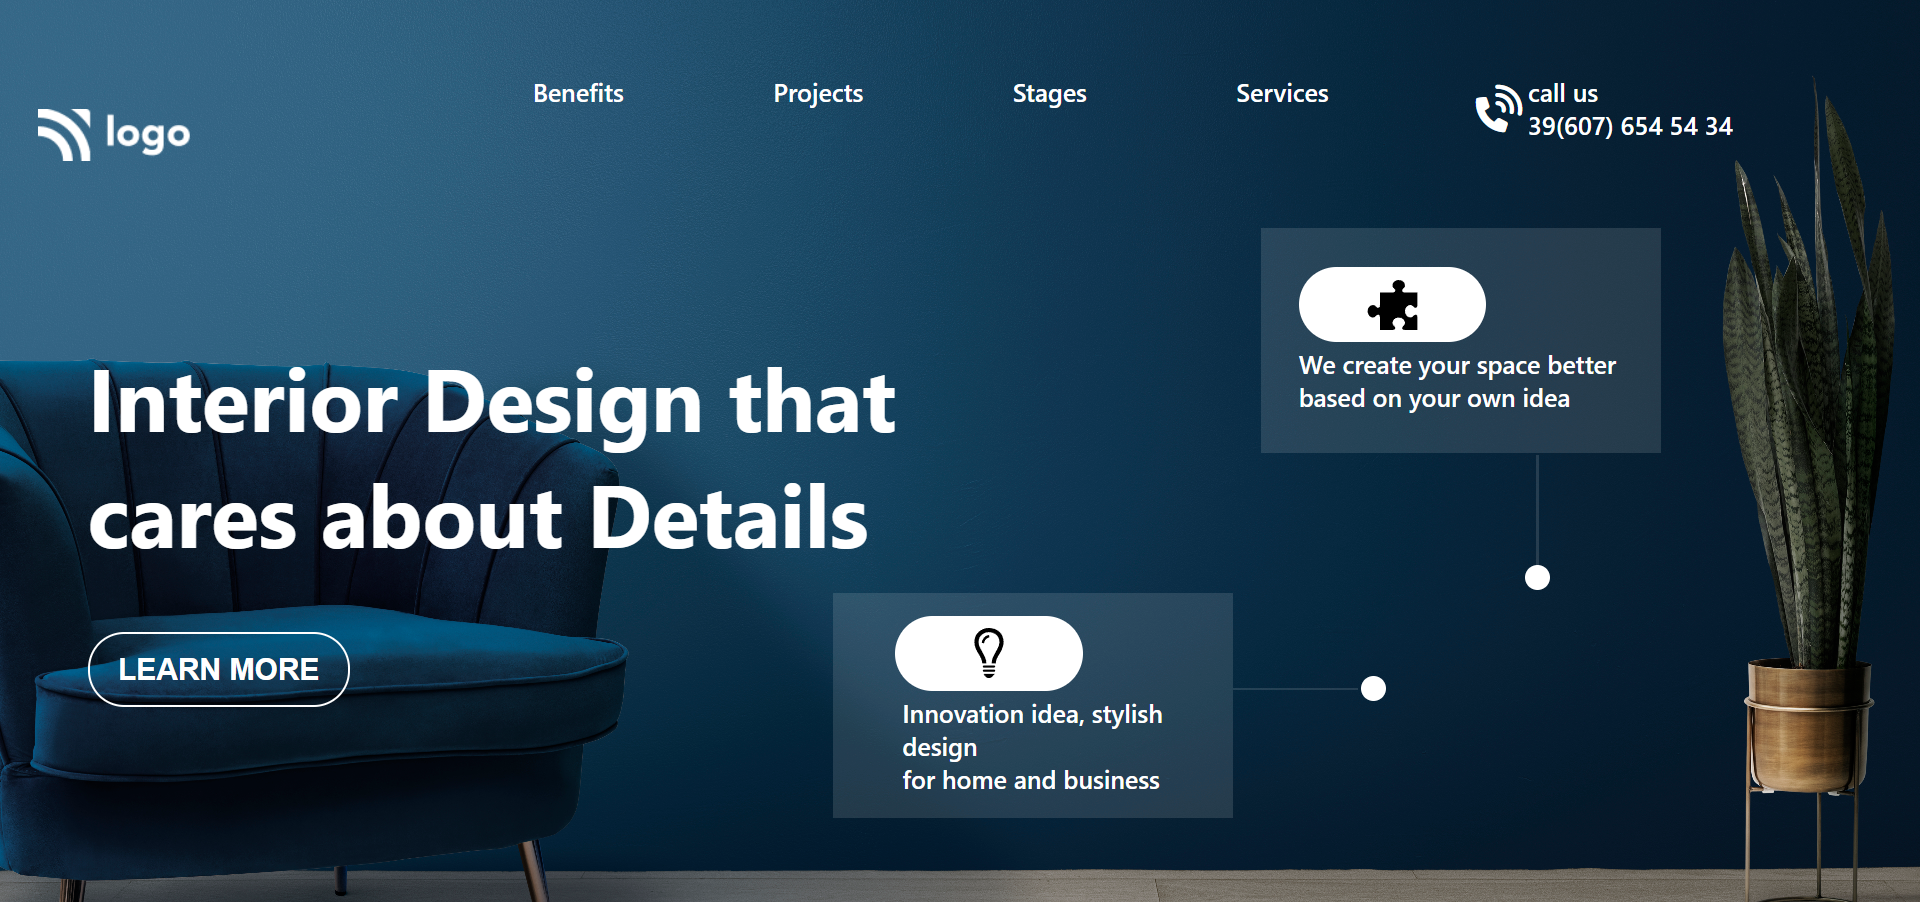 logo
Benefits
Projects
Stages
Services
call us
39(607) 654 54 34
We create your space better
based on your own idea
Interior Design that
cares about Details
LEARN MORE
Innovation idea, stylish
design
for home and business